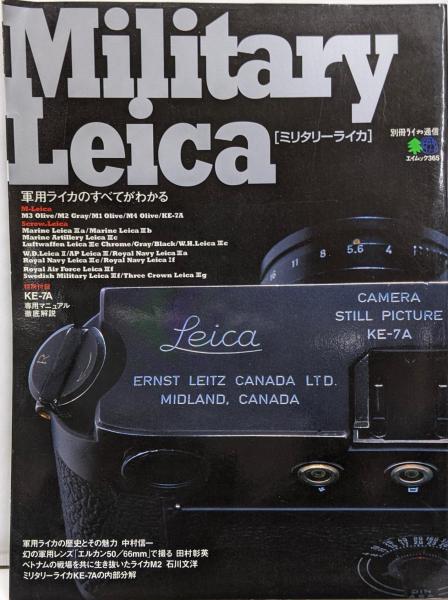 Military
Leica
[ミリタリーライカ]
別冊ライカ通信
エイムック365
軍用ライカのすべてがわかる
M-Leica
M3 Olive/M2 Gray/M1 Olive/M4 Olive/KE-7A
Screw.Leica
Marine Leica Ⅲa/Marine Leica Ⅲb
Marine Artillery Leica Ⅲc
Luftwaffen Leica Ⅲc Chrome/Gray/Black/W.H.Leica Ⅲc
W.D.Leica Ⅱ/AP Leica Ⅱ/Royal Navy Leica Ⅲa
Royal Navy Leica Ⅱc/Royal Navy Leica If
Royal Air Force Leica Ⅲf
Swedish Military Leica Ⅲf/Three Crown Leica Ⅲg
特別付録
KE-7A
専用マニュアル
徹底解説
11 8 5.6 4
R
CAMERA
STILL PICTURE
KE-7A
Leica
ERNST LEITZ CANADA LTD.
MIDLAND, CANADA
軍用ライカの歴史とその魅力 中村信一
幻の軍用レンズ「エルカン50/66mm」で撮る 田村彰英
ベトナムの戦場を共に生き抜いたライカM2 石川文洋
ミリタリーライカKE-7Aの内部分解
DIN